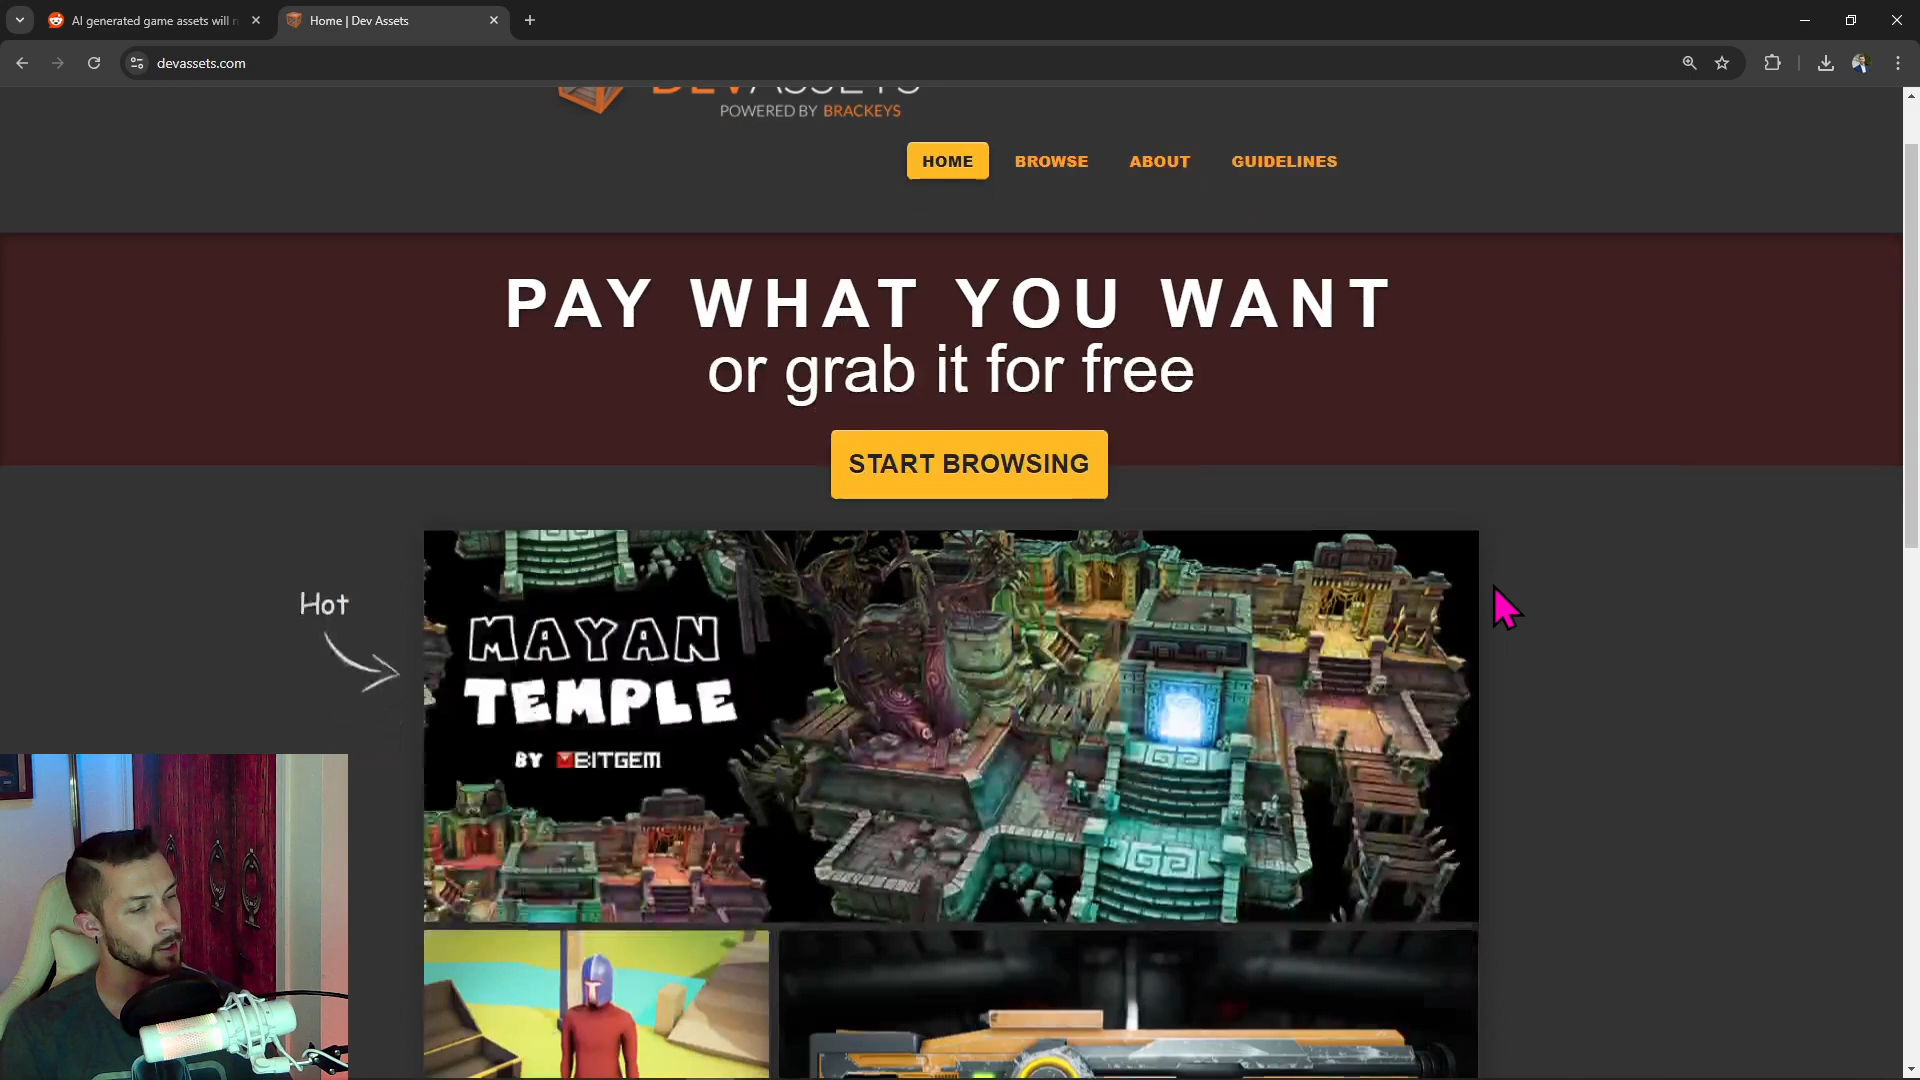 AI generated game assets will
Home | Dev Assets
devassets.com
DEVASSETS
POWERED BY BRACKEYS
HOME
BROWSE
ABOUT
GUIDELINES
PAY WHAT YOU WANT
or grab it for free
START BROWSING
Hot
MAYAN
TEMPLE
BY BITGEM